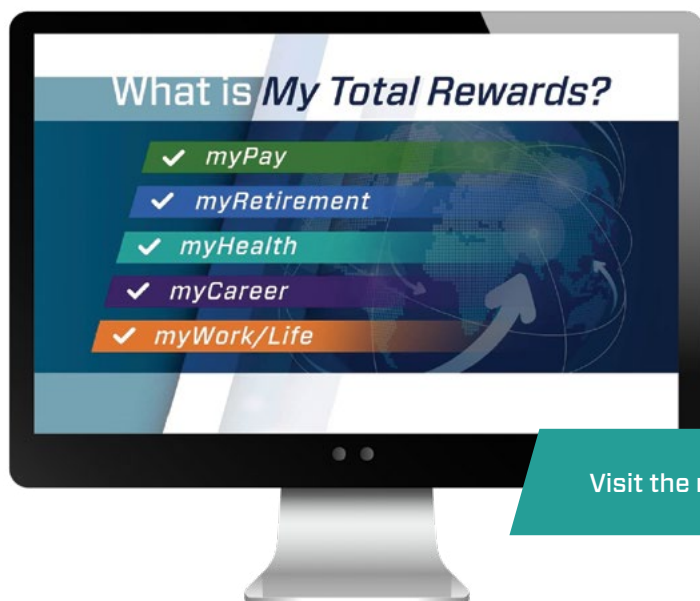 What is My Total Rewards?
myPay
myRetirement
myHealth
myCareer
myWork/Life
Visit the